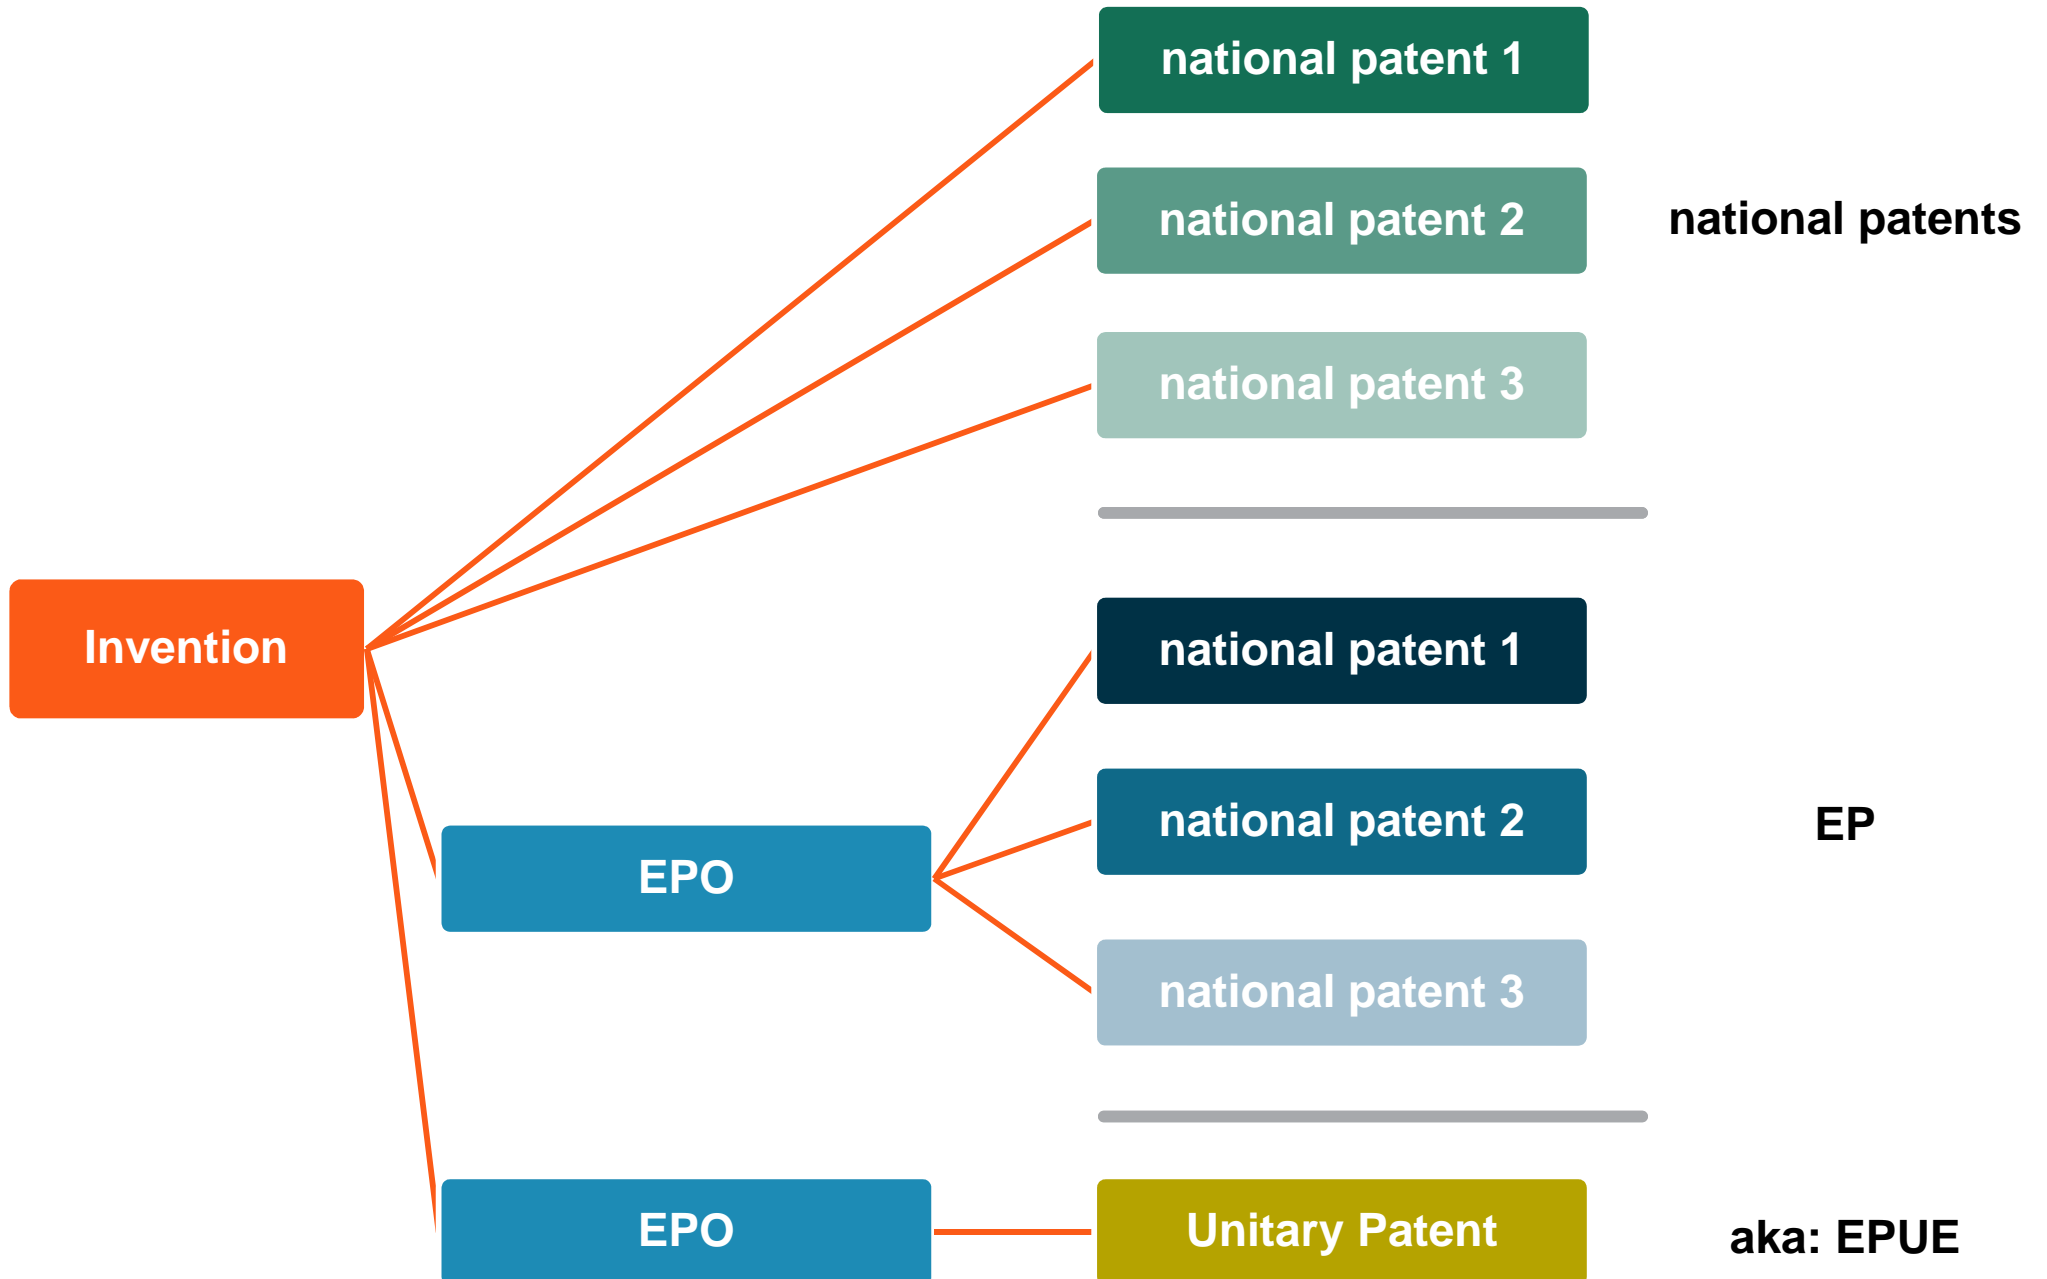 national patent 1
national patent 2
national patents
national patent 3
Invention
national patent 1
national patent 2
EP
EPO
national patent 3
EPO
Unitary Patent
aka: EPUE